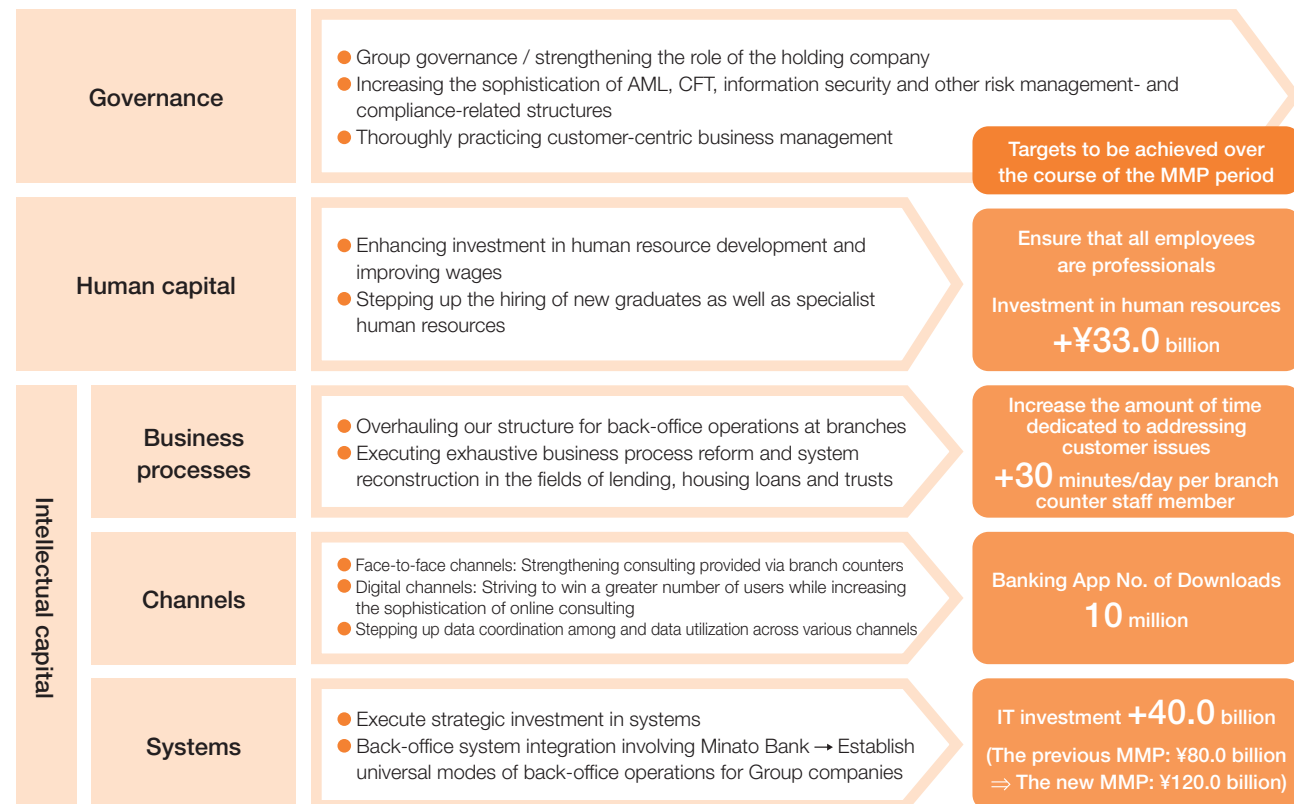 Governance
● Group governance / strengthening the role of the holding company
● Increasing the sophistication of AML, CFT, information security and other risk management- and
compliance-related structures
● Thoroughly practicing customer-centric business management
Targets to be achieved over
the course of the MMP period
Human capital
● Enhancing investment in human resource development and
improving wages
● Stepping up the hiring of new graduates as well as specialist
human resources
Ensure that all employees
are professionals
Investment in human resources
+¥33.0 billion
Intellectual capital
Business
processes
● Overhauling our structure for back-office operations at branches
● Executing exhaustive business process reform and system
reconstruction in the fields of lending, housing loans and trusts
Increase the amount of time
dedicated to addressing
customer issues
+30 minutes/day per branch
counter staff member
Channels
● Face-to-face channels: Strengthening consulting provided via branch counters
● Digital channels: Striving to win a greater number of users while increasing
the sophistication of online consulting
● Stepping up data coordination among and data utilization across various channels
Banking App No. of Downloads
10 million
Systems
● Execute strategic investment in systems
● Back-office system integration involving Minato Bank → Establish
universal modes of back-office operations for Group companies
IT investment +40.0 billion
(The previous MMP: ¥80.0 billion
⇒ The new MMP: ¥120.0 billion)